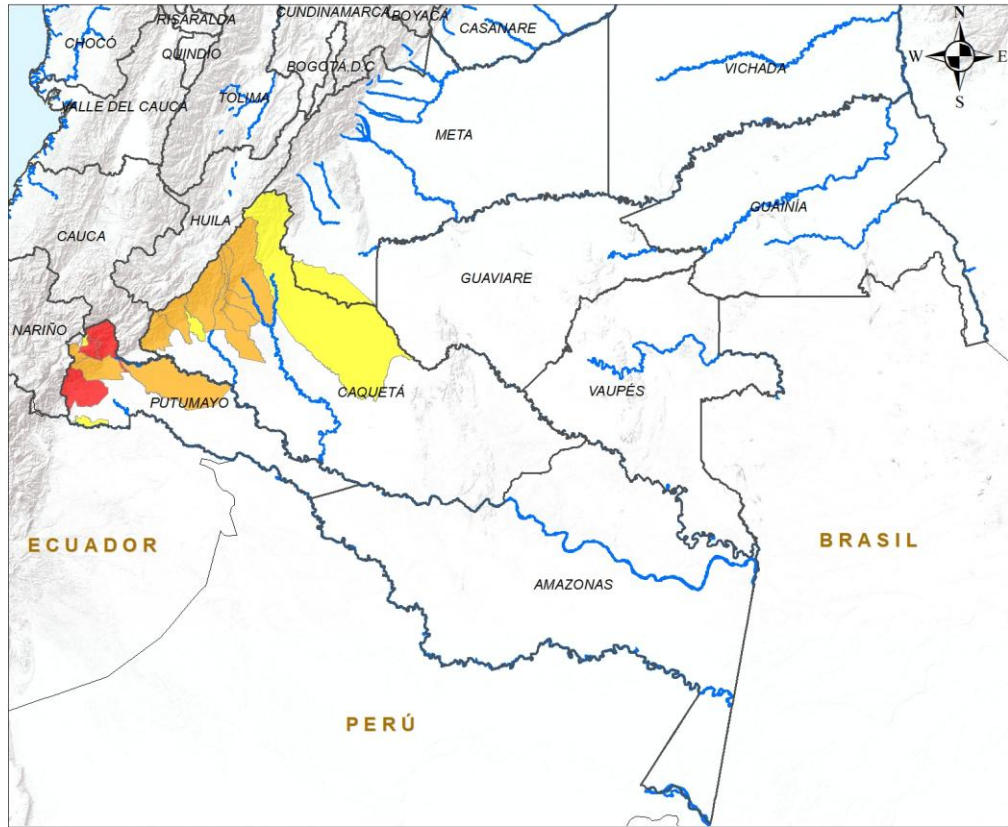 CUNDINAMARCA
BOYACÁ
RISARALDA
CASANARE
N
CHOCÓ
QUINDÍO
BOGOTÁ D.C
W
E
VICHADA
S
VALLE DEL CAUCA
TOLIMA
META
GUAINÍA
HUILA
CAUCA
GUAVIARE
NARIÑO
CAQUETÁ
VAUPÉS
PUTUMAYO
ECUADOR
BRASIL
AMAZONAS
PERÚ